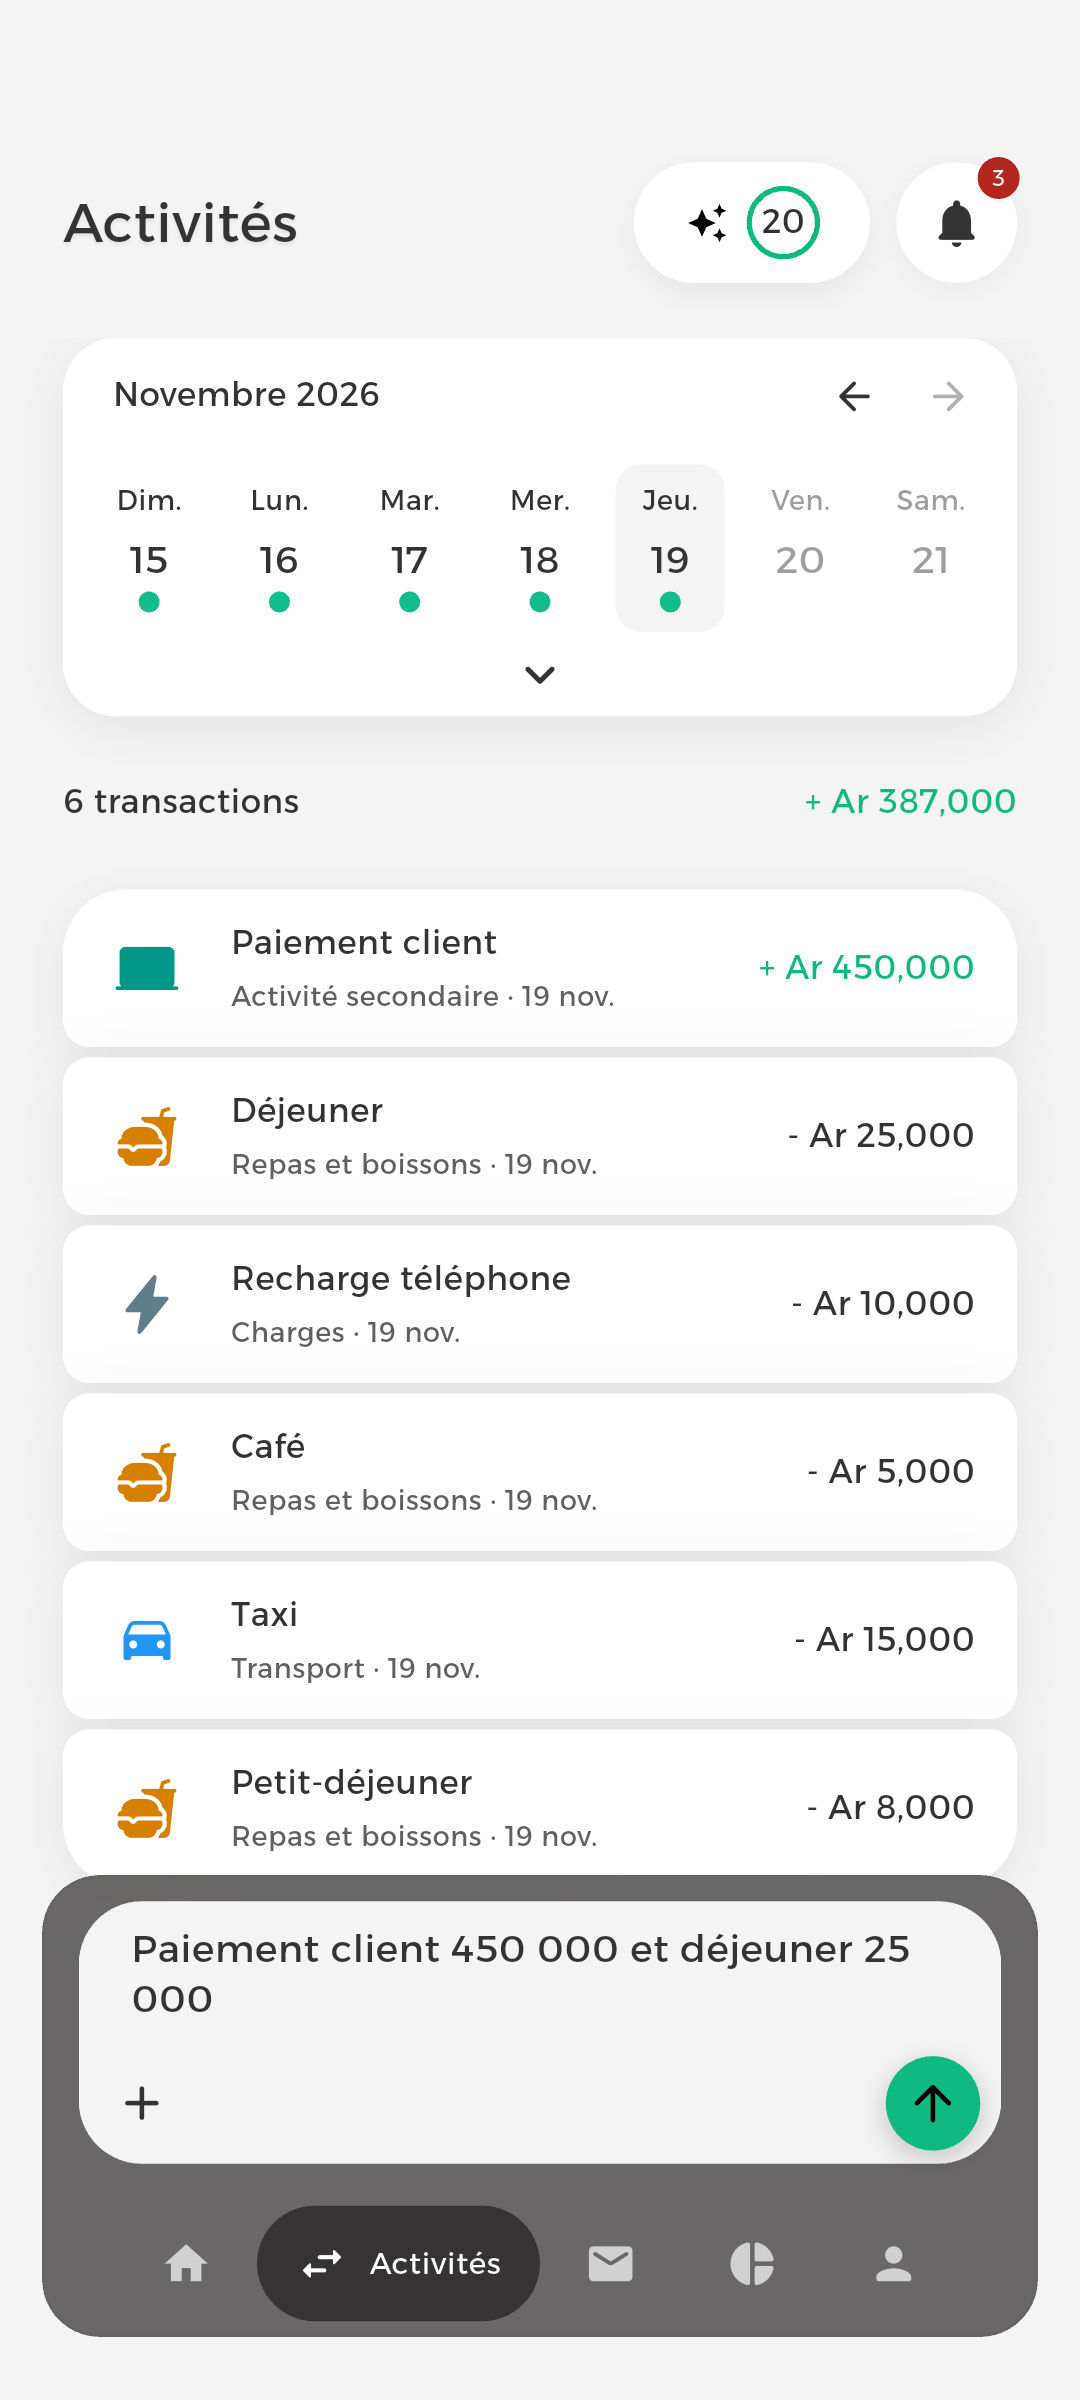 Activités
20
3
Novembre 2026
Dim. Lun. Mar. Mer. Jeu. Ven. Sam.
15 16 17 18 19 20 21
6 transactions + Ar 387,000
Paiement client
Activité secondaire · 19 nov.
+ Ar 450,000
Déjeuner
Repas et boissons · 19 nov.
- Ar 25,000
Recharge téléphone
Charges · 19 nov.
- Ar 10,000
Café
Repas et boissons · 19 nov.
- Ar 5,000
Taxi
Transport · 19 nov.
- Ar 15,000
Petit-déjeuner
Repas et boissons · 19 nov.
- Ar 8,000
Paiement client 450 000 et déjeuner 25
000
Activités